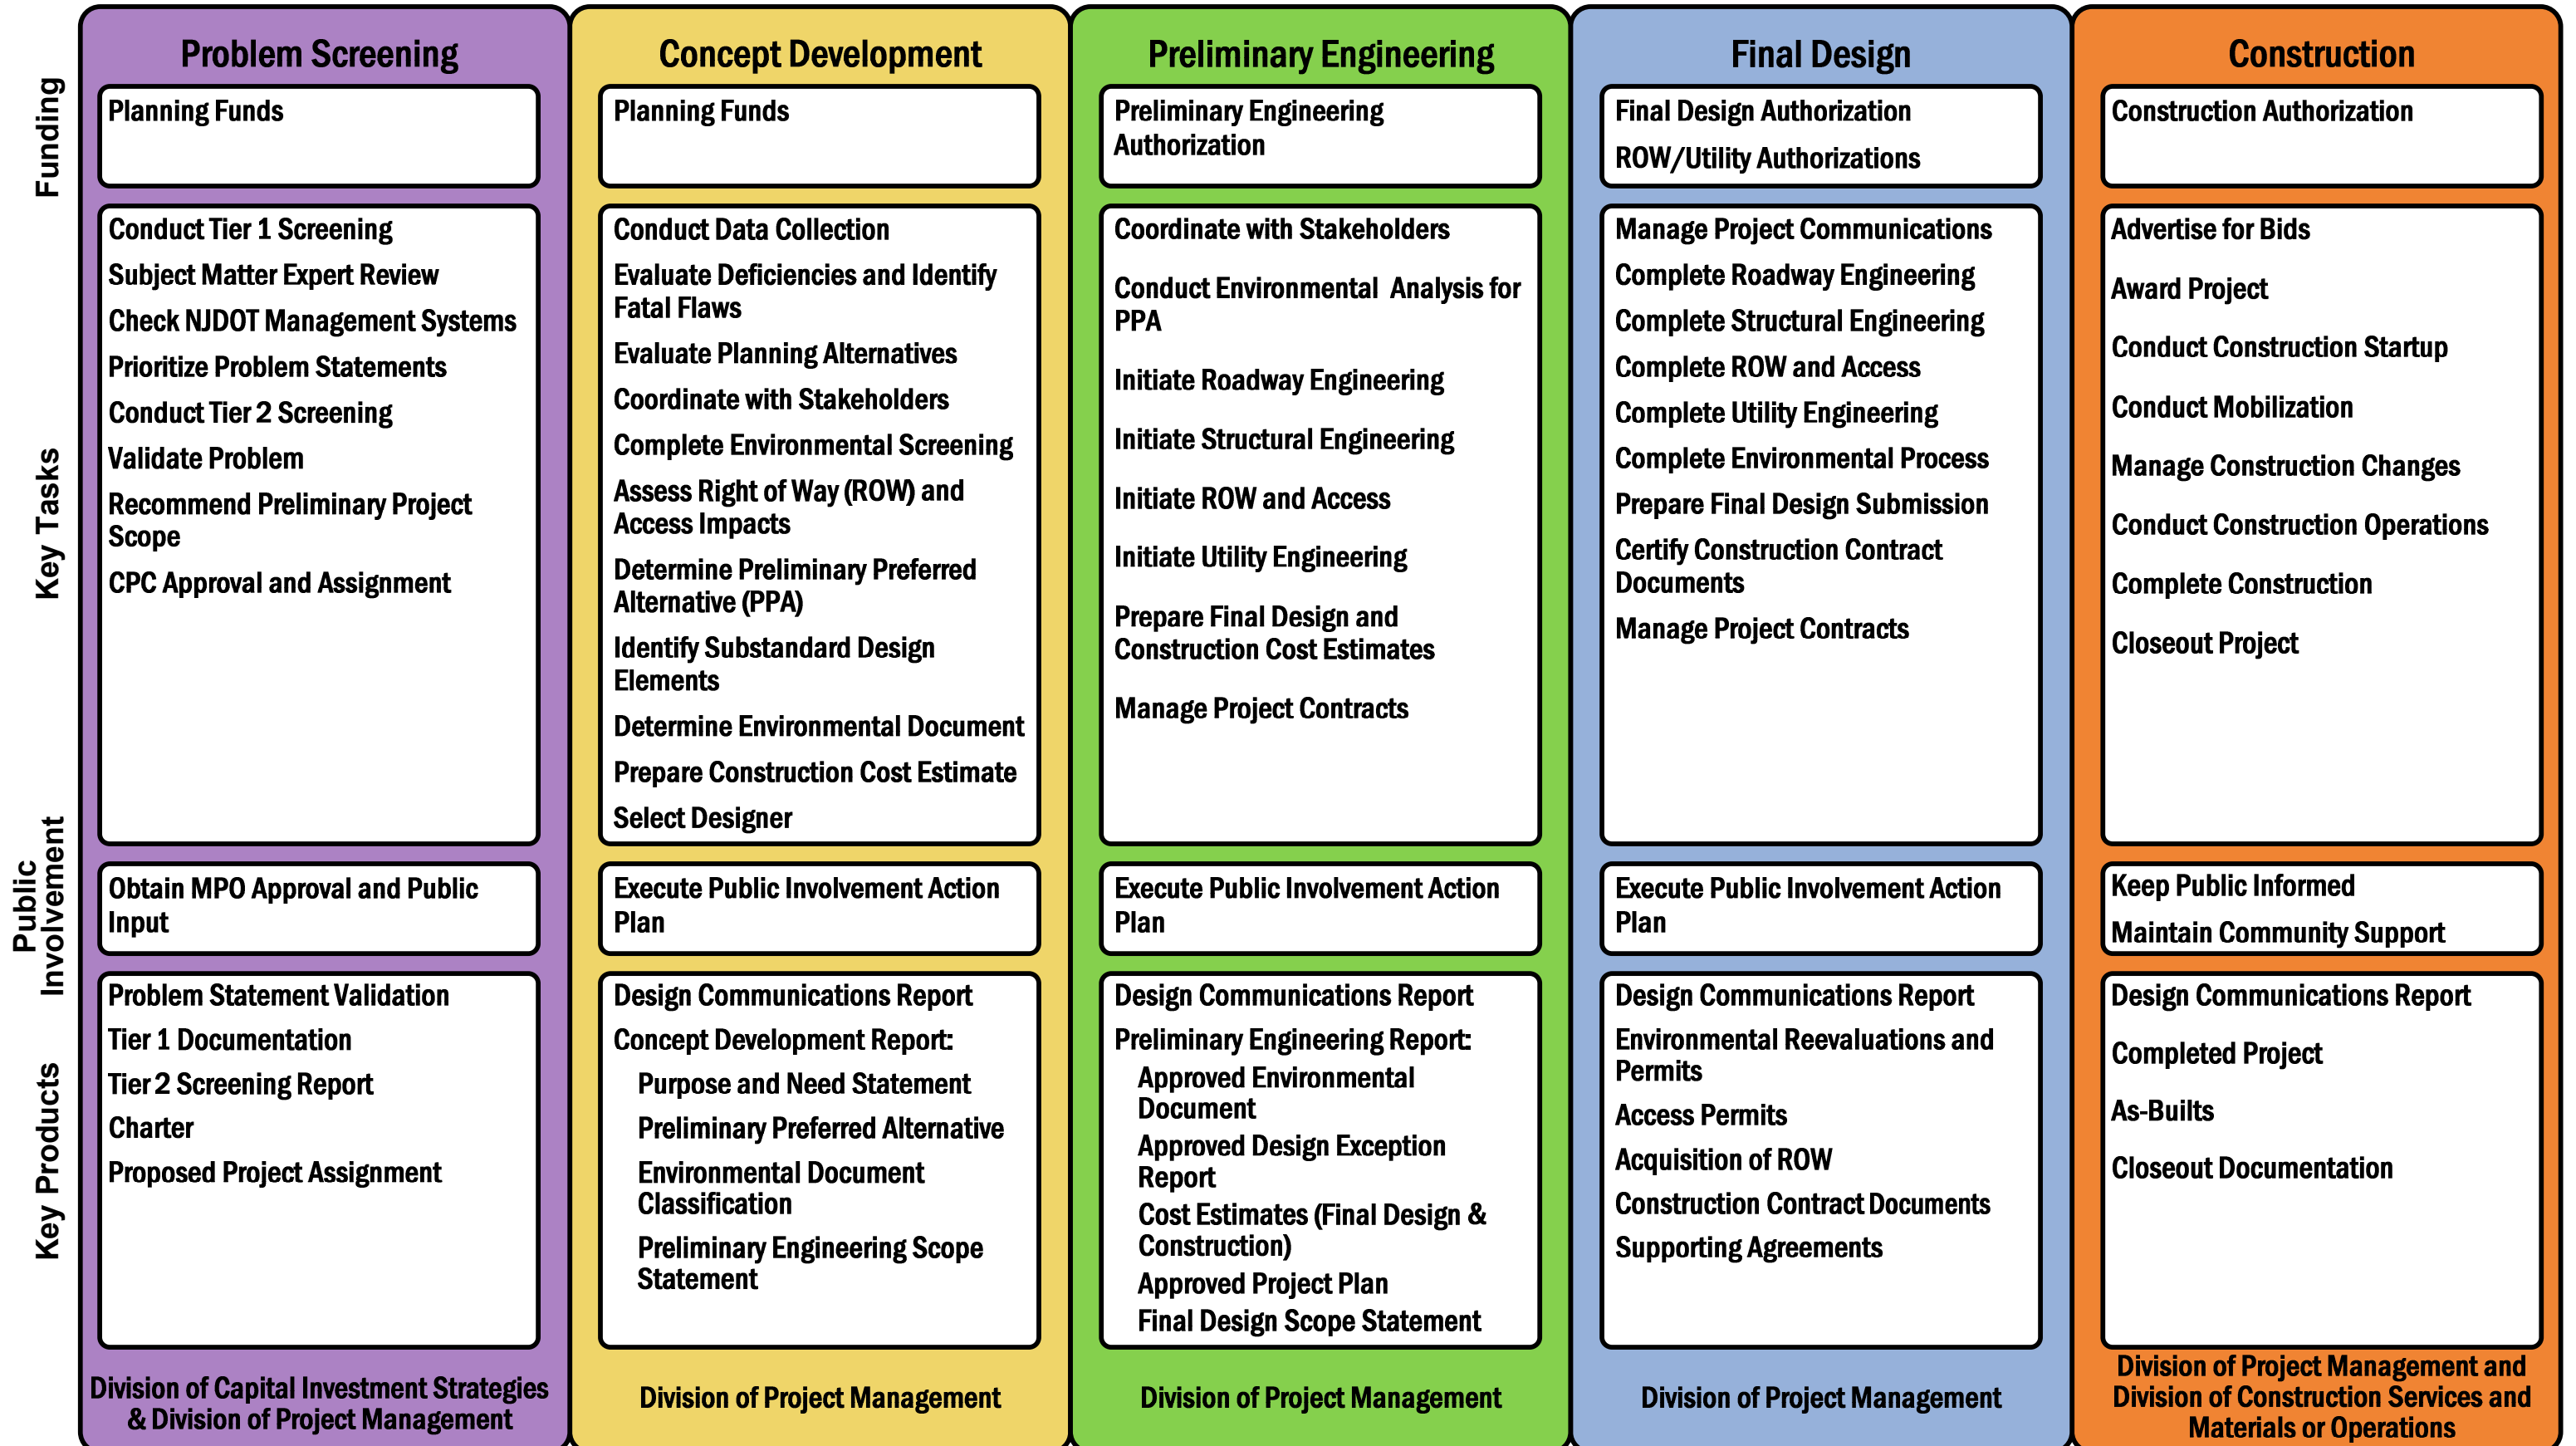 Problem Screening
Concept Development
Preliminary Engineering
Final Design
Construction
Funding
Planning Funds
Planning Funds
Preliminary Engineering
Authorization
Final Design Authorization
ROW/Utility Authorizations
Construction Authorization
Key Tasks
Conduct Tier 1 Screening
Subject Matter Expert Review
Check NJDOT Management Systems
Prioritize Problem Statements
Conduct Tier 2 Screening
Validate Problem
Recommend Preliminary Project
Scope
CPC Approval and Assignment
Conduct Data Collection
Evaluate Deficiencies and Identify
Fatal Flaws
Evaluate Planning Alternatives
Coordinate with Stakeholders
Complete Environmental Screening
Assess Right of Way (ROW) and
Access Impacts
Determine Preliminary Preferred
Alternative (PPA)
Identify Substandard Design
Elements
Determine Environmental Document
Prepare Construction Cost Estimate
Select Designer
Coordinate with Stakeholders
Conduct Environmental Analysis for
PPA
Initiate Roadway Engineering
Initiate Structural Engineering
Initiate ROW and Access
Initiate Utility Engineering
Prepare Final Design and
Construction Cost Estimates
Manage Project Contracts
Manage Project Communications
Complete Roadway Engineering
Complete Structural Engineering
Complete ROW and Access
Complete Utility Engineering
Complete Environmental Process
Prepare Final Design Submission
Certify Construction Contract
Documents
Manage Project Contracts
Advertise for Bids
Award Project
Conduct Construction Startup
Conduct Mobilization
Manage Construction Changes
Conduct Construction Operations
Complete Construction
Closeout Project
Public
Involvement
Obtain MPO Approval and Public
Input
Execute Public Involvement Action
Plan
Execute Public Involvement Action
Plan
Execute Public Involvement Action
Plan
Keep Public Informed
Maintain Community Support
Key Products
Problem Statement Validation
Tier 1 Documentation
Tier 2 Screening Report
Charter
Proposed Project Assignment
Design Communications Report
Concept Development Report:
Purpose and Need Statement
Preliminary Preferred Alternative
Environmental Document
Classification
Preliminary Engineering Scope
Statement
Design Communications Report
Preliminary Engineering Report:
Approved Environmental
Document
Approved Design Exception
Report
Cost Estimates (Final Design &
Construction)
Approved Project Plan
Final Design Scope Statement
Design Communications Report
Environmental Reevaluations and
Permits
Access Permits
Acquisition of ROW
Construction Contract Documents
Supporting Agreements
Design Communications Report
Completed Project
As-Builts
Closeout Documentation
Division of Capital Investment Strategies
& Division of Project Management
Division of Project Management
Division of Project Management
Division of Project Management
Division of Project Management and
Division of Construction Services and
Materials or Operations